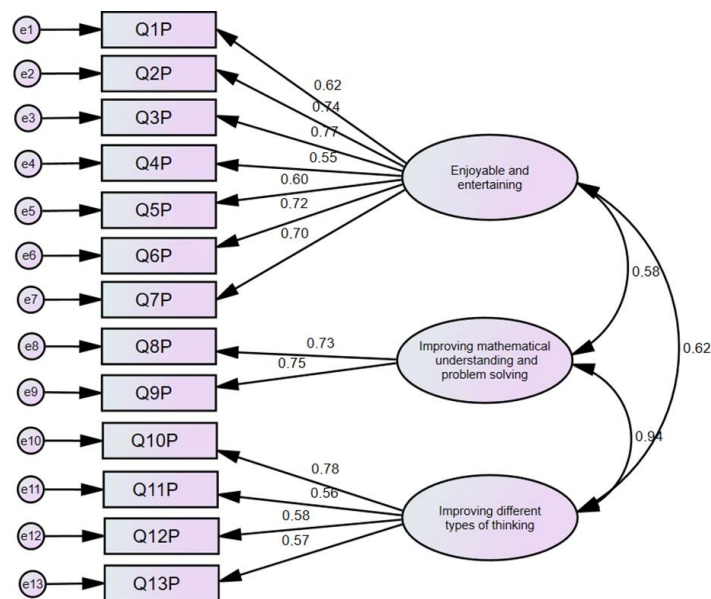 e1
Q1P
e2
Q2P
e3
Q3P
e4
Q4P
e5
Q5P
e6
Q6P
e7
Q7P
e8
Q8P
e9
Q9P
e10
Q10P
e11
Q11P
e12
Q12P
e13
Q13P
0.62
0.74
0.77
0.55
0.60
0.72
0.70
0.73
0.75
0.78
0.56
0.58
0.57
Enjoyable and
entertaining
Improving mathematical
understanding and
problem solving
Improving different
types of thinking
0.58
0.62
0.94